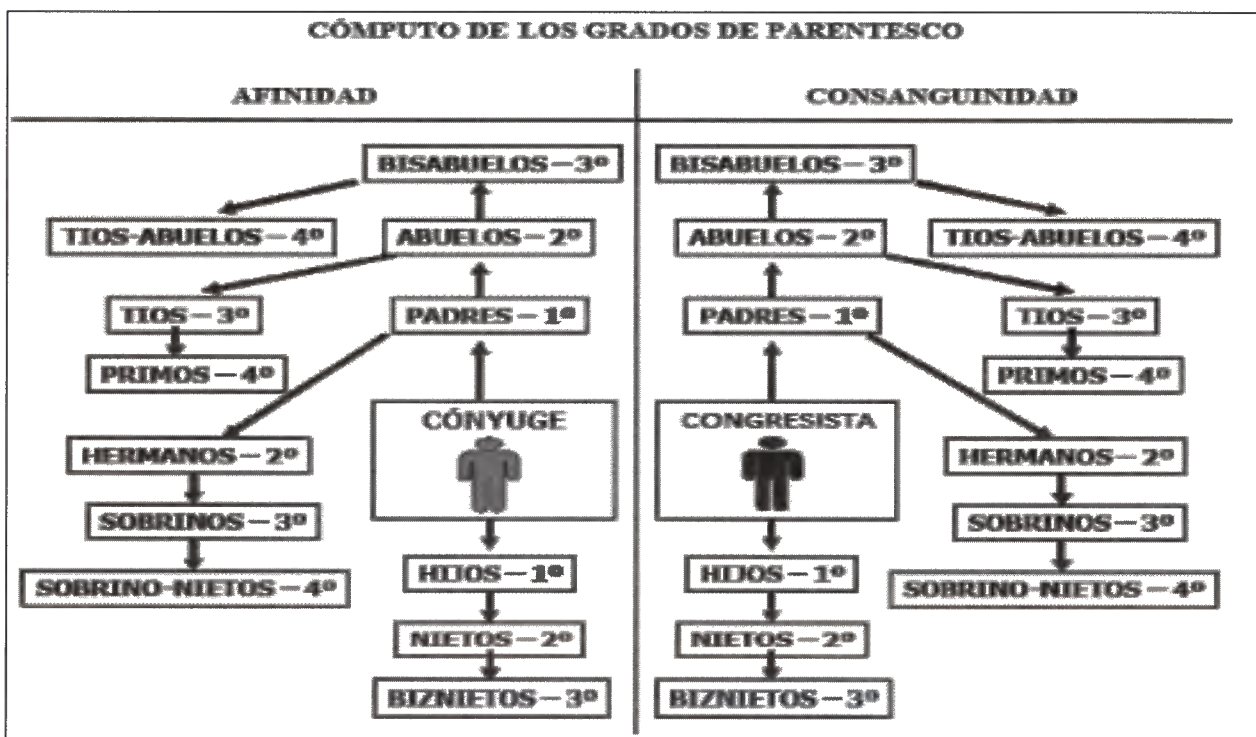 CÓMPUTO DE LOS GRADOS DE PARENTESCO
AFINIDAD
BISABUELOS – 3º
TIOS-ABUELOS – 4º
ABUELOS – 2º
TIOS – 3º
PADRES – 1º
PRIMOS – 4º
CÓNYUGE
HERMANOS – 2º
SOBRINOS – 3º
SOBRINO-NIETOS – 4º
HIJOS – 1º
NIETOS – 2º
BIZNIETOS – 3º
CONSANGUINIDAD
BISABUELOS – 3º
ABUELOS – 2º
TIOS-ABUELOS – 4º
PADRES – 1º
TIOS – 3º
PRIMOS – 4º
CONGRESISTA
HERMANOS – 2º
SOBRINOS – 3º
SOBRINO-NIETOS – 4º
HIJOS – 1º
NIETOS – 2º
BIZNIETOS – 3º